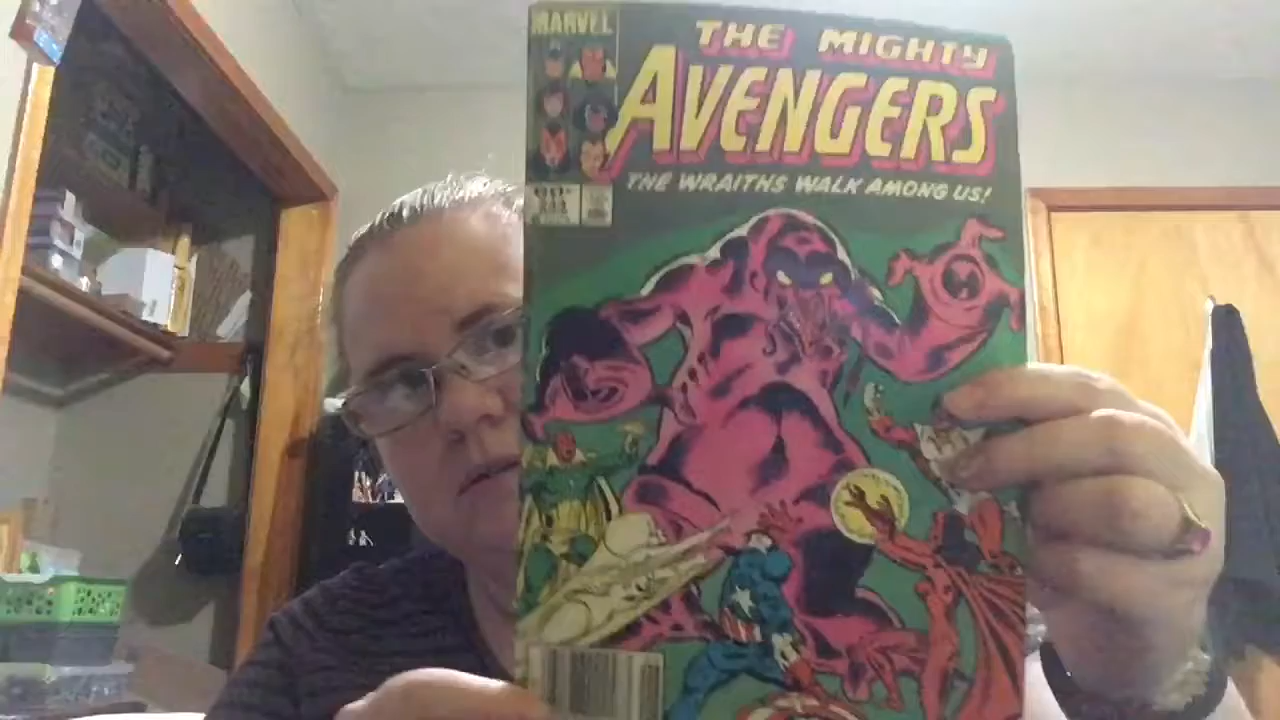 MARVEL
THE MIGHTY
AVENGERS
THE WRAITHS WALK AMONG US!